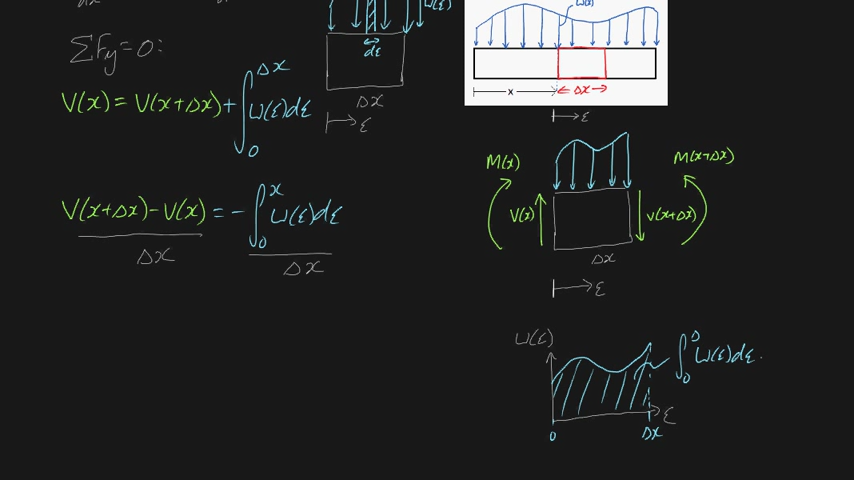 ΣFy=0:
V(x) = V(x+Δx) + ∫₀^Δx W(ε)dε
V(x+Δx) - V(x) / Δx = - ∫₀^x W(ε)dε / Δx
W(ε)
dε
Δx
ε
W(x)
x
Δx
ε
M(x)
M(x+Δx)
V(x)
V(x+Δx)
Δx
ε
W(ε)
∫₀^Δ W(ε)dε.
ε
0
Δx